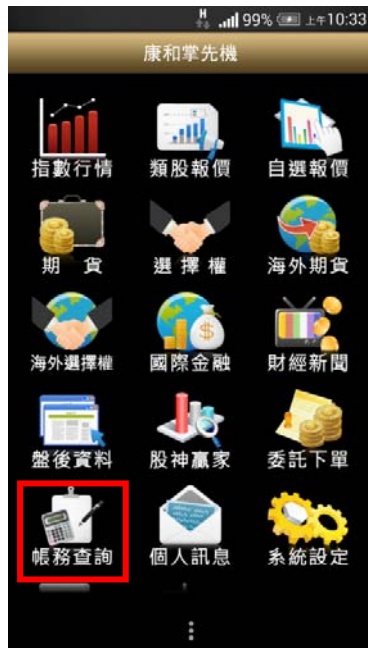 H 99% 上午10:33
康和掌先機
指數行情 類股報價 自選報價
期 貨 選擇權 海外期貨
海外選擇權 國際金融 財經新聞
盤後資料 股神贏家 委託下單
帳務查詢 個人訊息 系統設定